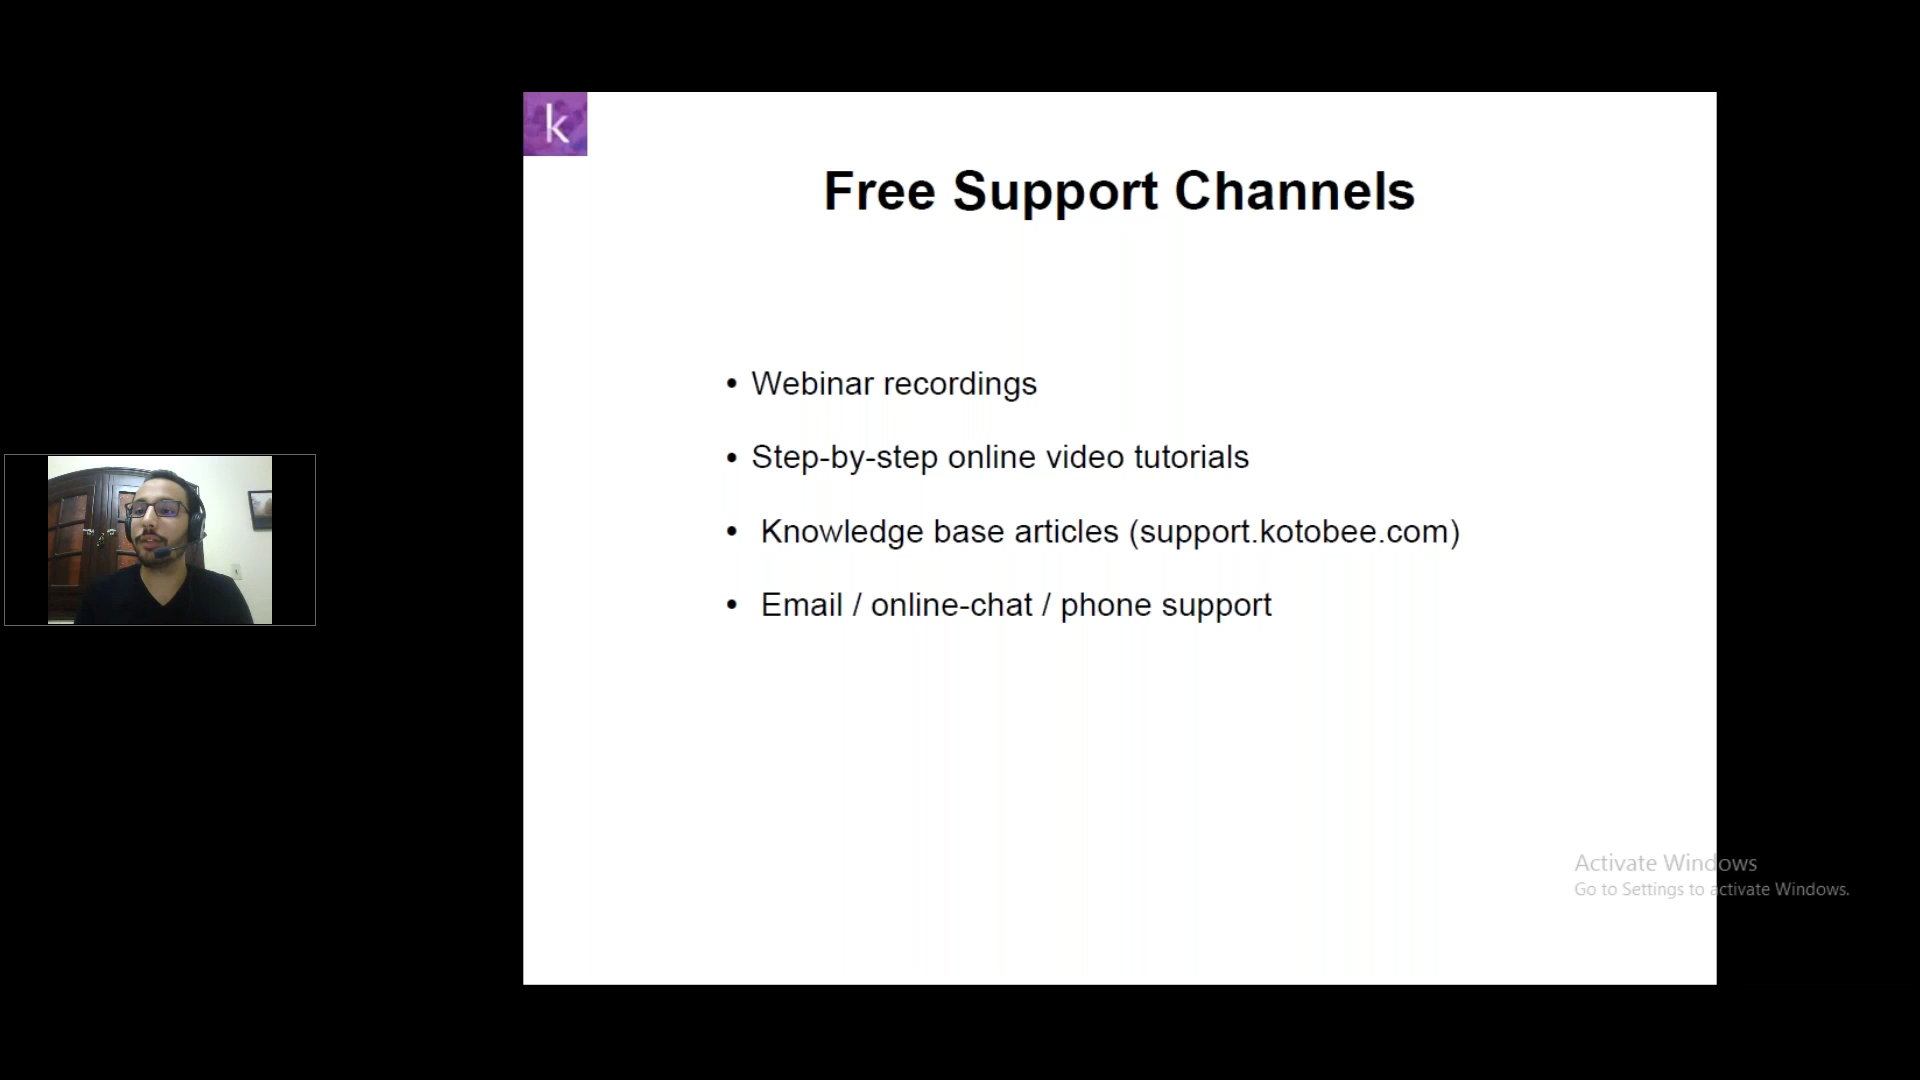 k
Free Support Channels
• Webinar recordings
• Step-by-step online video tutorials
• Knowledge base articles (support.kotobee.com)
• Email / online-chat / phone support
Activate Windows
Go to Settings to activate Windows.